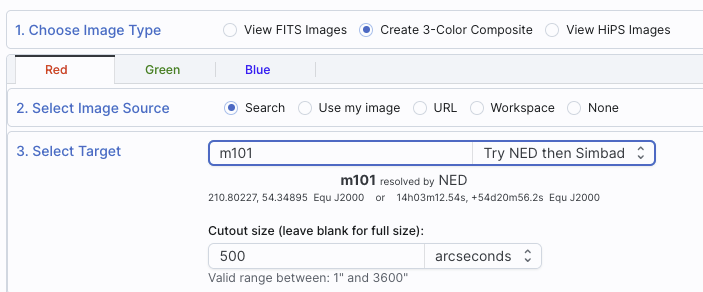 1. Choose Image Type View FITS Images Create 3-Color Composite View HiPS Images
Red Green Blue
2. Select Image Source Search Use my image URL Workspace None
3. Select Target m101 Try NED then Simbad
m101 resolved by NED
210.80227, 54.34895 Equ J2000 or 14h03m12.54s, +54d20m56.2s Equ J2000
Cutout size (leave blank for full size):
500 arcseconds
Valid range between: 1" and 3600"